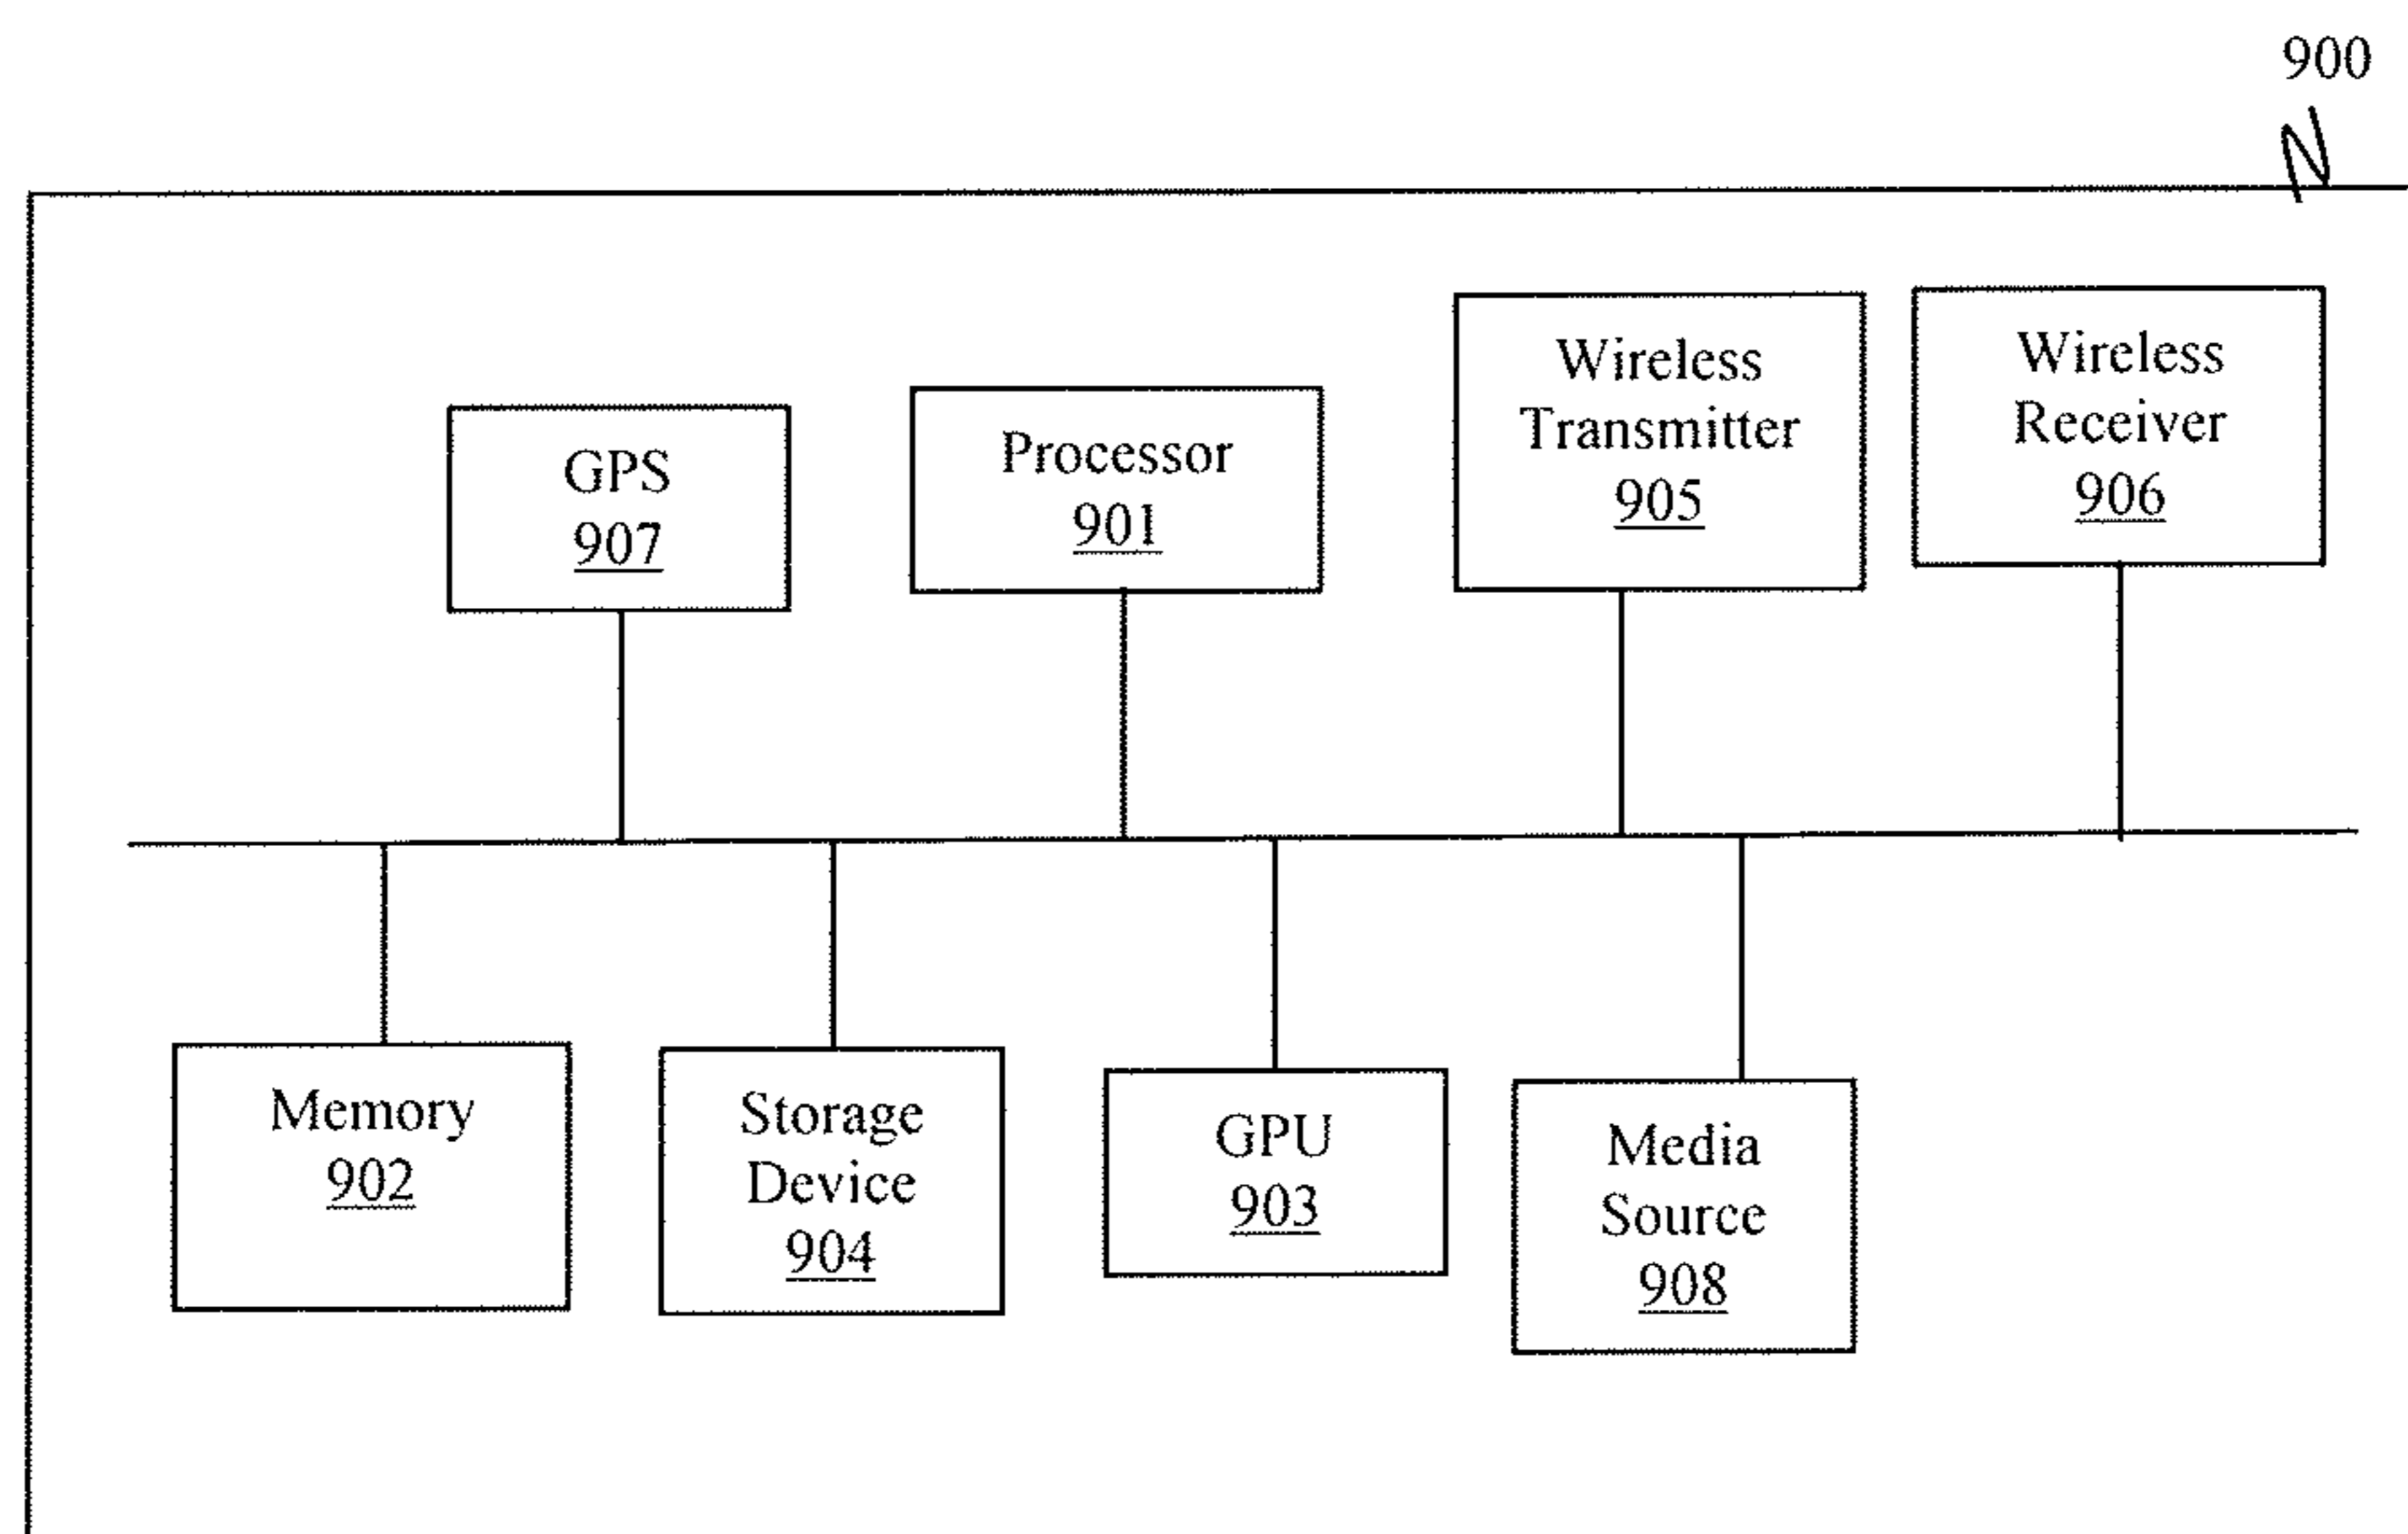 900
GPS
907
Processor
901
Wireless
Transmitter
905
Wireless
Receiver
906
Memory
902
Storage
Device
904
GPU
903
Media
Source
908